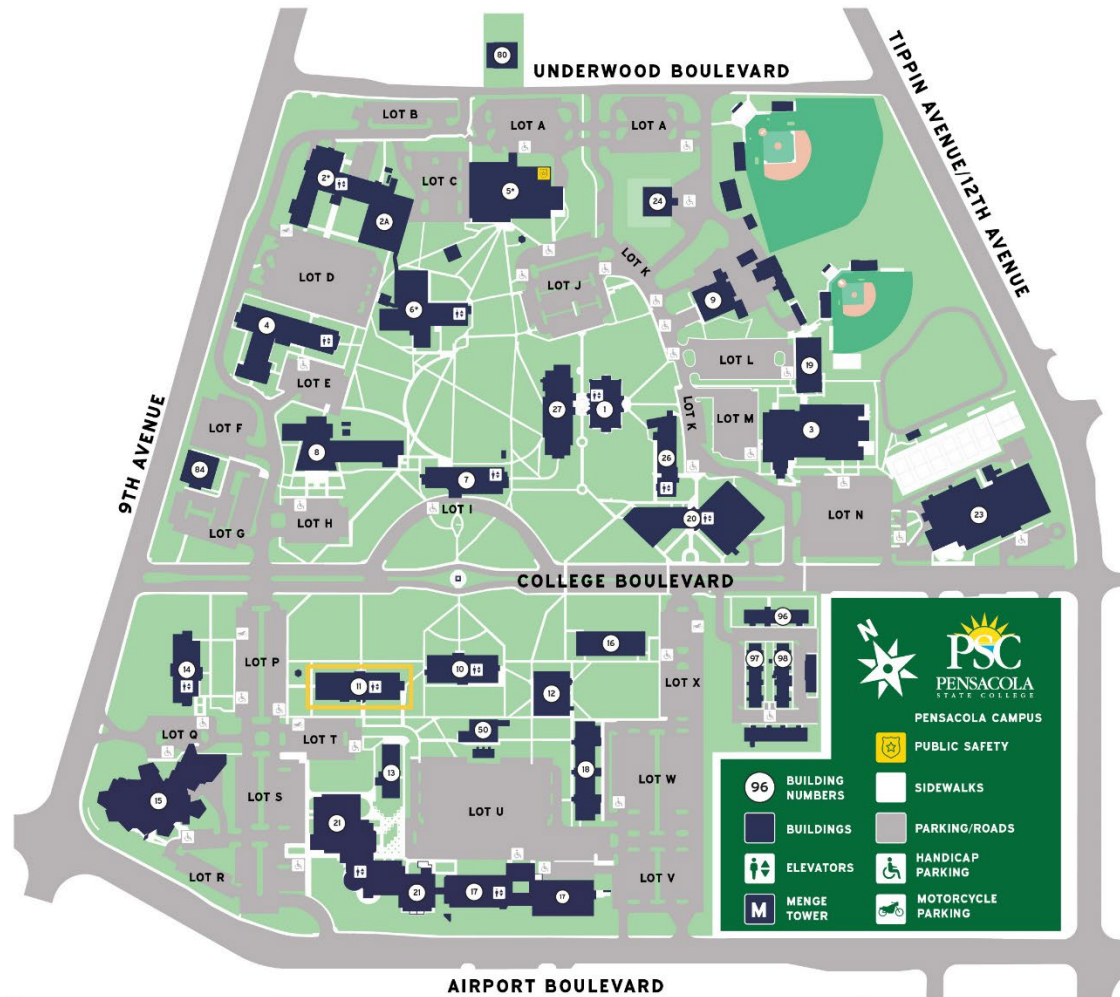 80
UNDERWOOD BOULEVARD
TIPPIN AVENUE/12TH AVENUE
LOT B
LOT A
LOT A
2*
LOT C
5*
24
2A
LOT D
LOT K
LOT J
6*
9
4
LOT E
LOT L
19
27
1
LOT K
LOT M
3
LOT F
8
26
84
7
LOT I
9TH AVENUE
LOT G
LOT H
20
LOT N
23
COLLEGE BOULEVARD
96
97
98
16
14
LOT P
11
10
12
LOT X
LOT Q
LOT T
50
13
18
LOT W
15
LOT S
LOT U
21
LOT R
21
17
17
LOT V
AIRPORT BOULEVARD
N
PSC
PENSACOLA
STATE COLLEGE
PENSACOLA CAMPUS
PUBLIC SAFETY
96 BUILDING NUMBERS
SIDEWALKS
BUILDINGS
PARKING/ROADS
ELEVATORS
HANDICAP PARKING
M MENGE TOWER
MOTORCYCLE PARKING